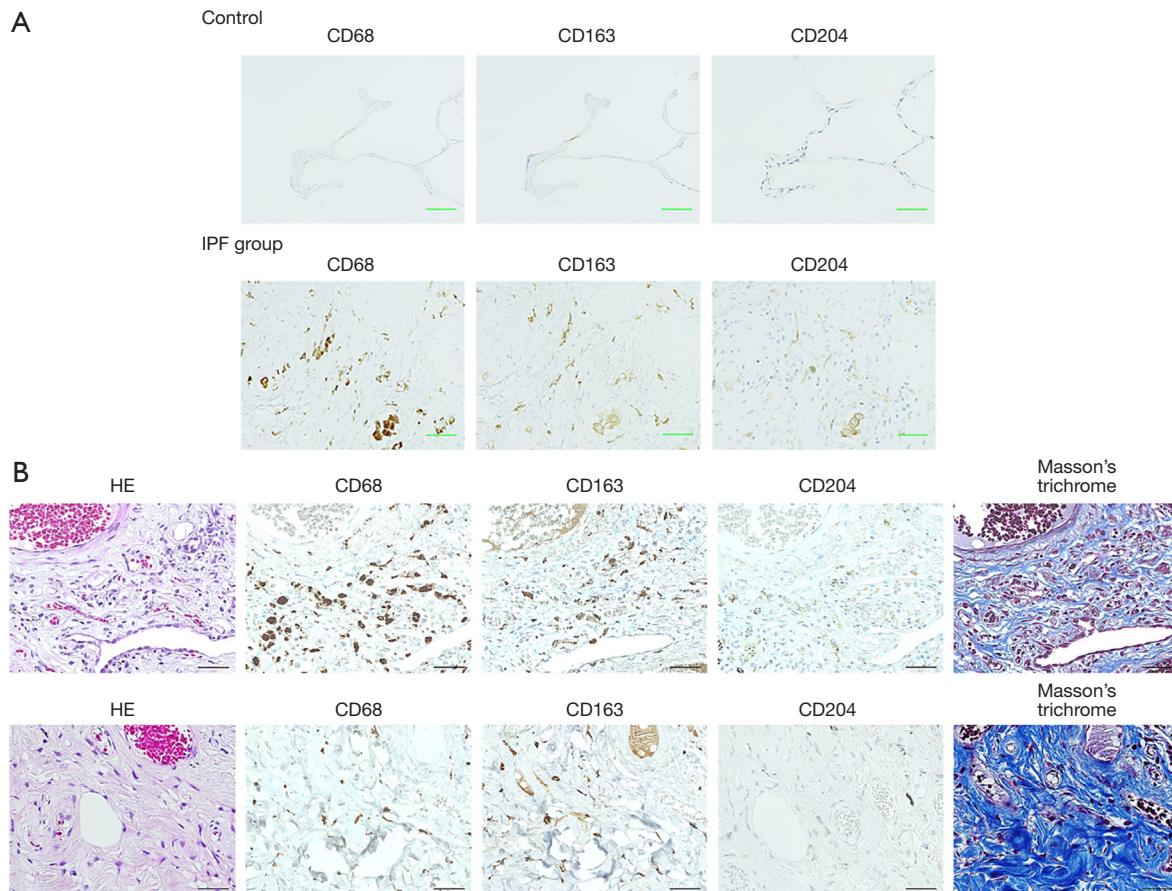 A
Control
CD68 CD163 CD204
IPF group
CD68 CD163 CD204
B
HE CD68 CD163 CD204 Masson's
trichrome
HE CD68 CD163 CD204 Masson's
trichrome